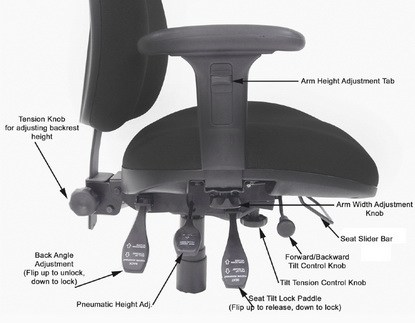 Arm Height Adjustment Tab
Tension Knob
for adjusting backrest
height
Arm Width Adjustment
Knob
Seat Slider Bar
Forward/Backward
Tilt Control Knob
Back Angle
Adjustment
(Flip up to unlock,
down to lock)
Tilt Tension Control Knob
Pneumatic Height Adj.
Seat Tilt Lock Paddle
(Flip up to release, down to lock)